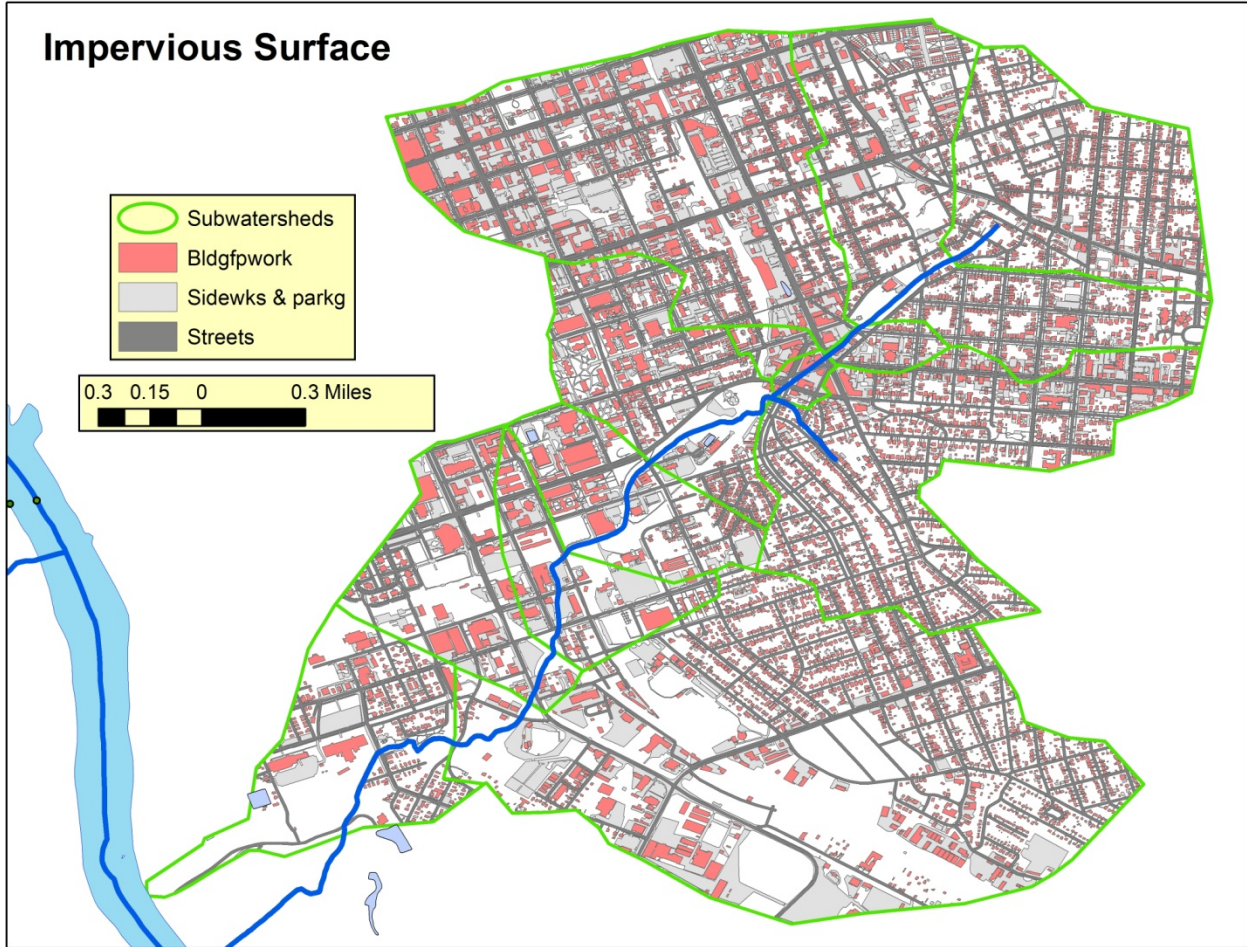 Impervious Surface
Subwatersheds
Bldgfpwork
Sidewks & parkg
Streets
0.3 0.15 0 0.3 Miles